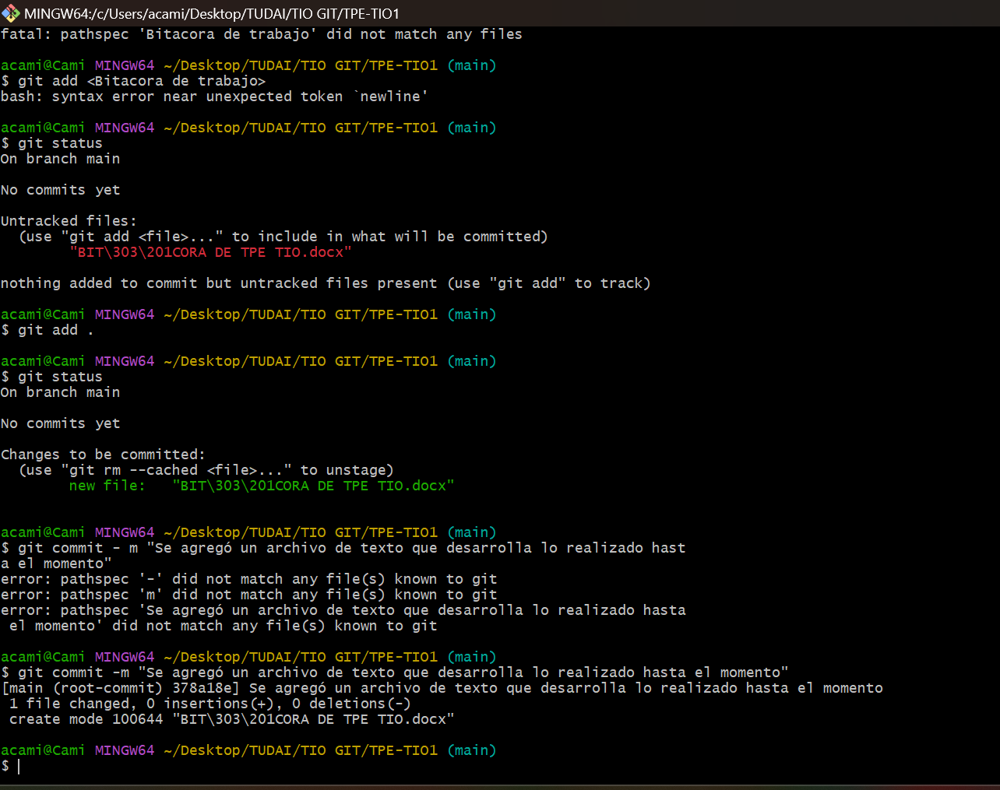 MINGW64:/c/Users/acami/Desktop/TUDAI/TIO GIT/TPE-TIO1
fatal: pathspec 'Bitacora de trabajo' did not match any files
acami@Cami MINGW64 ~/Desktop/TUDAI/TIO GIT/TPE-TIO1 (main)
$ git add <Bitacora de trabajo>
bash: syntax error near unexpected token `newline'
acami@Cami MINGW64 ~/Desktop/TUDAI/TIO GIT/TPE-TIO1 (main)
$ git status
On branch main
No commits yet
Untracked files:
  (use "git add <file>..." to include in what will be committed)
        "BIT\303\201CORA DE TPE TIO.docx"
nothing added to commit but untracked files present (use "git add" to track)
acami@Cami MINGW64 ~/Desktop/TUDAI/TIO GIT/TPE-TIO1 (main)
$ git add .
acami@Cami MINGW64 ~/Desktop/TUDAI/TIO GIT/TPE-TIO1 (main)
$ git status
On branch main
No commits yet
Changes to be committed:
  (use "git rm --cached <file>..." to unstage)
        new file:   "BIT\303\201CORA DE TPE TIO.docx"
acami@Cami MINGW64 ~/Desktop/TUDAI/TIO GIT/TPE-TIO1 (main)
$ git commit - m "Se agregó un archivo de texto que desarrolla lo realizado hast
a el momento"
error: pathspec '-' did not match any file(s) known to git
error: pathspec 'm' did not match any file(s) known to git
error: pathspec 'Se agregó un archivo de texto que desarrolla lo realizado hasta
 el momento' did not match any file(s) known to git
acami@Cami MINGW64 ~/Desktop/TUDAI/TIO GIT/TPE-TIO1 (main)
$ git commit -m "Se agregó un archivo de texto que desarrolla lo realizado hasta el momento"
[main (root-commit) 378a18e] Se agregó un archivo de texto que desarrolla lo realizado hasta el momento
 1 file changed, 0 insertions(+), 0 deletions(-)
 create mode 100644 "BIT\303\201CORA DE TPE TIO.docx"
acami@Cami MINGW64 ~/Desktop/TUDAI/TIO GIT/TPE-TIO1 (main)
$